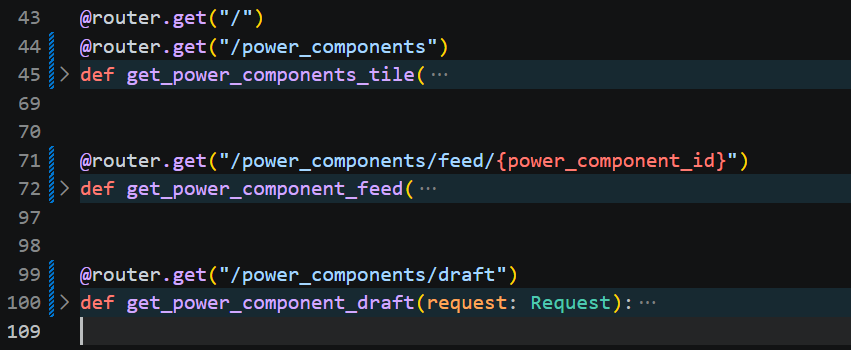 43 @router.get("/")
44 @router.get("/power_components")
45 > def get_power_components_tile( ···
69
70
71 @router.get("/power_components/feed/{power_component_id}")
72 > def get_power_component_feed( ···
97
98
99 @router.get("/power_components/draft")
100 > def get_power_component_draft(request: Request): ···
109